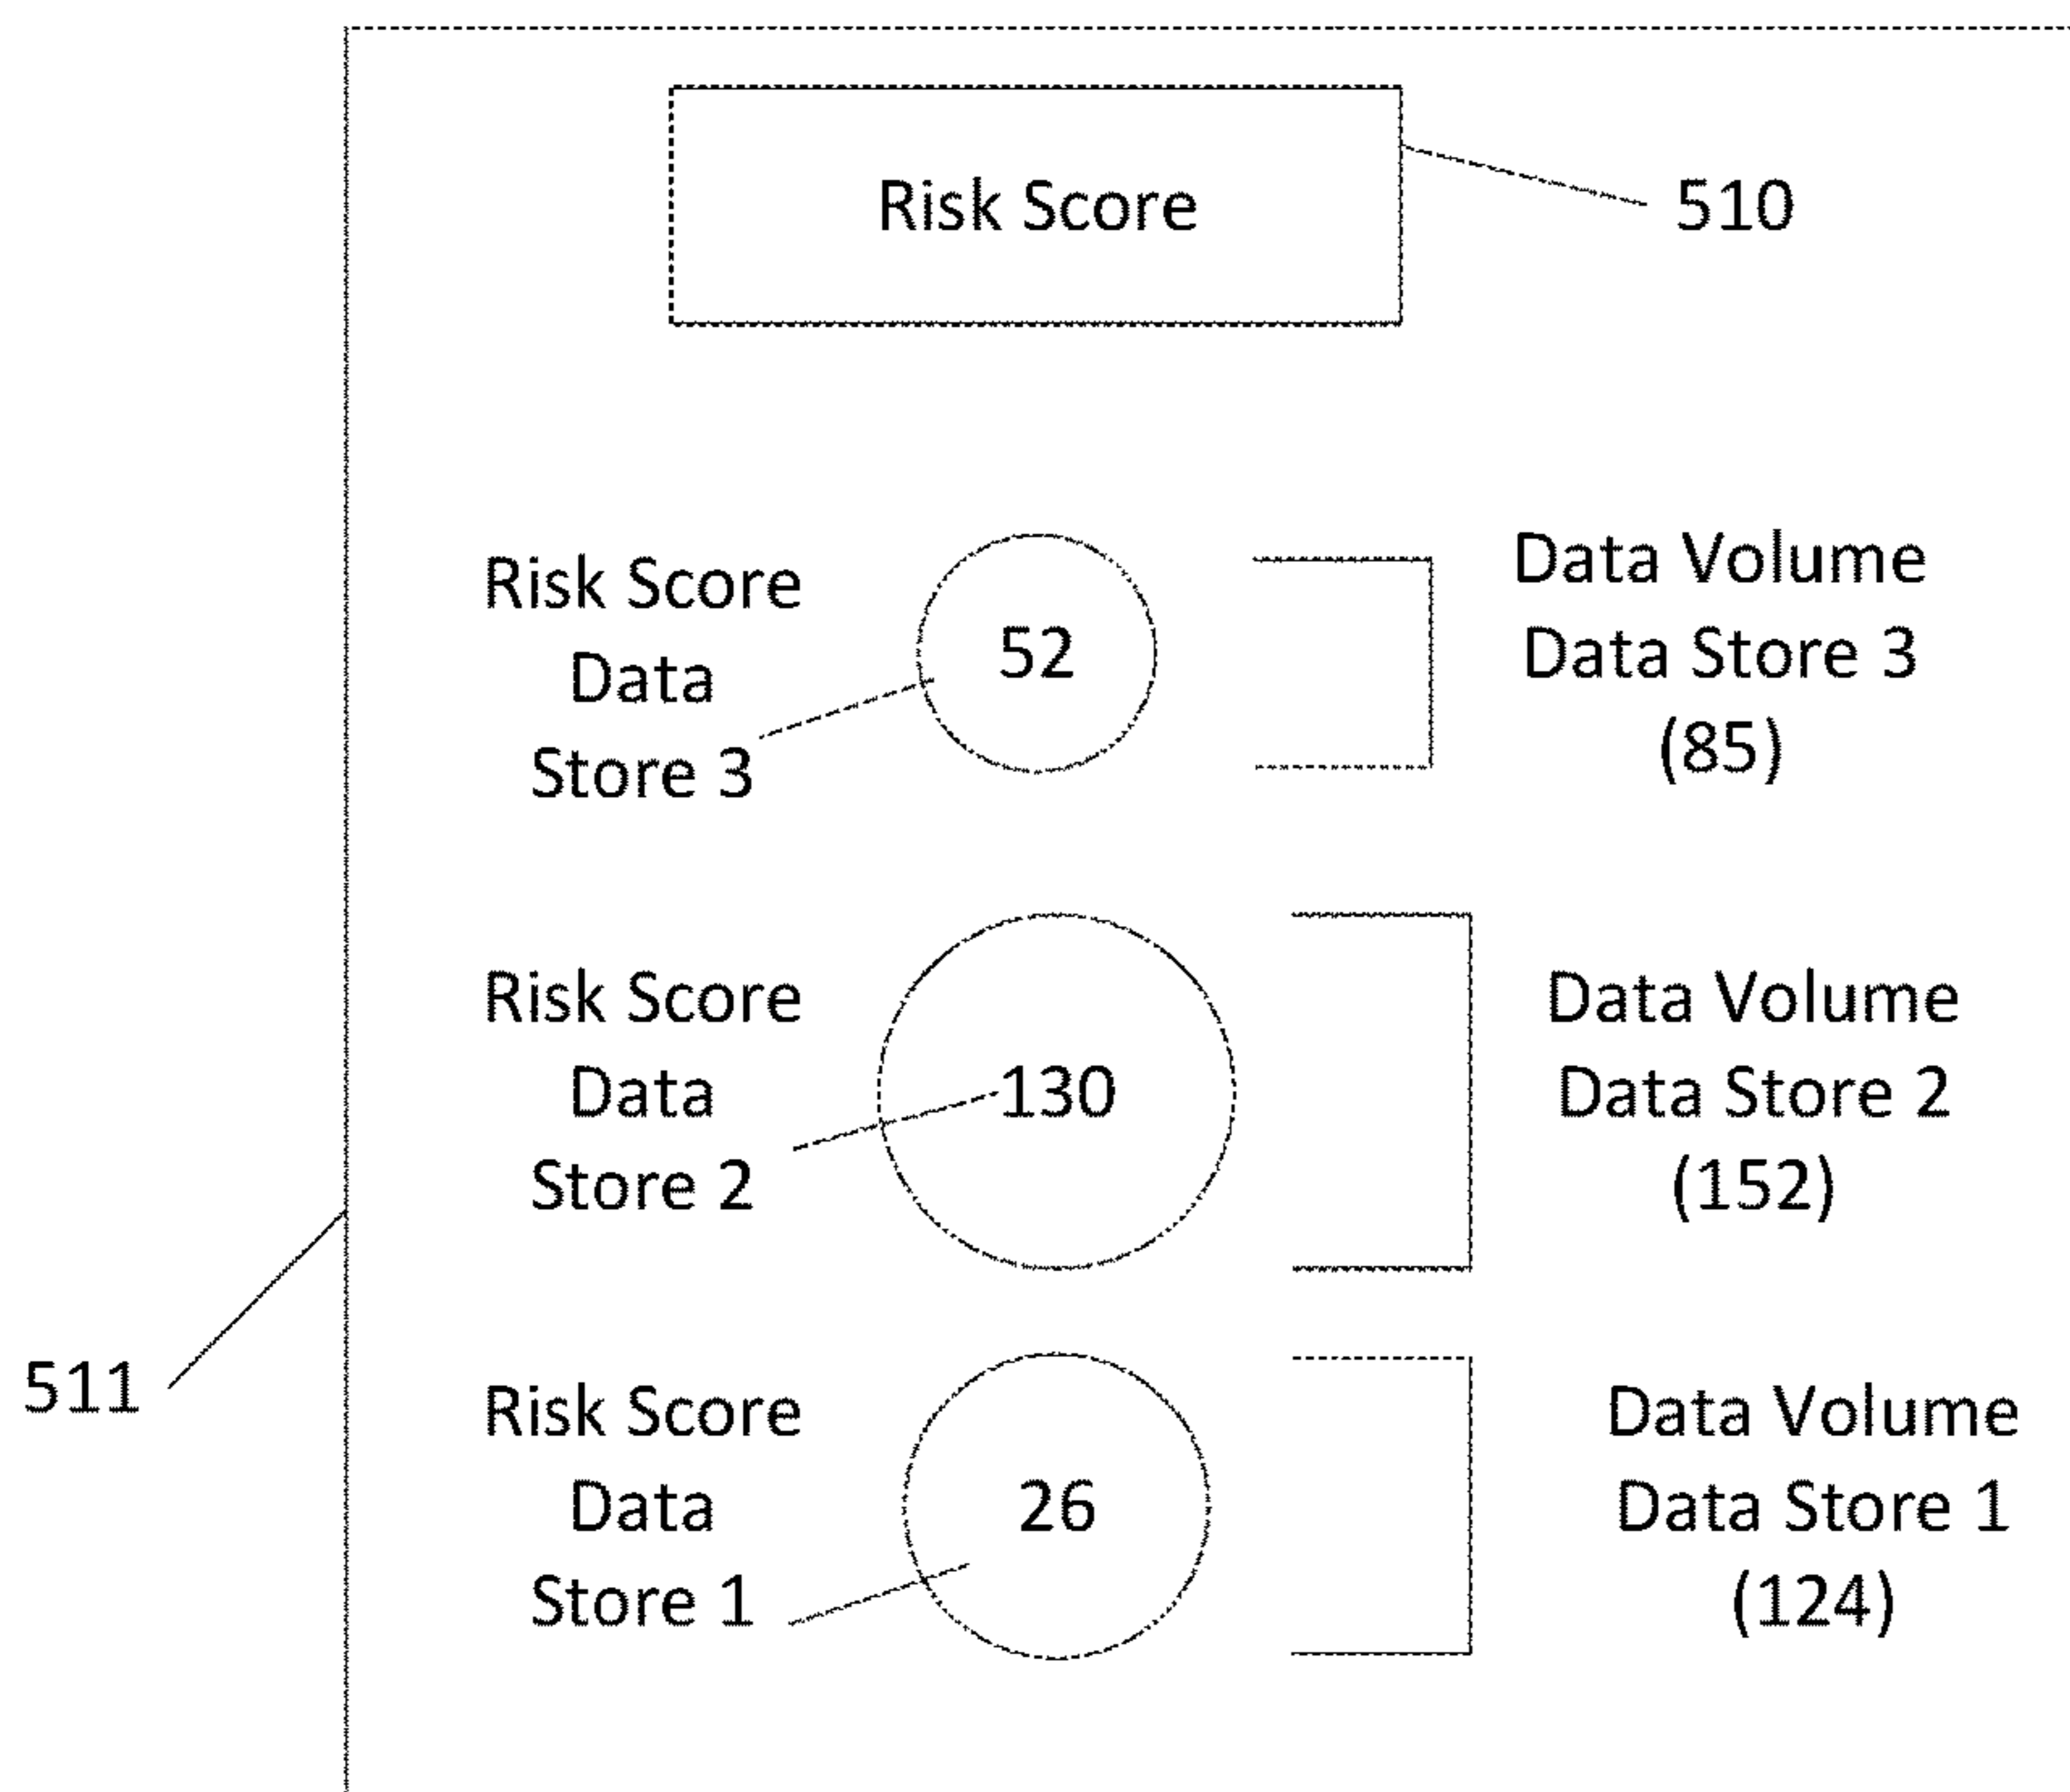 Risk Score
510
Risk Score
Data
Store 3
52
Data Volume
Data Store 3
(85)
Risk Score
Data
Store 2
130
Data Volume
Data Store 2
(152)
511
Risk Score
Data
Store 1
26
Data Volume
Data Store 1
(124)